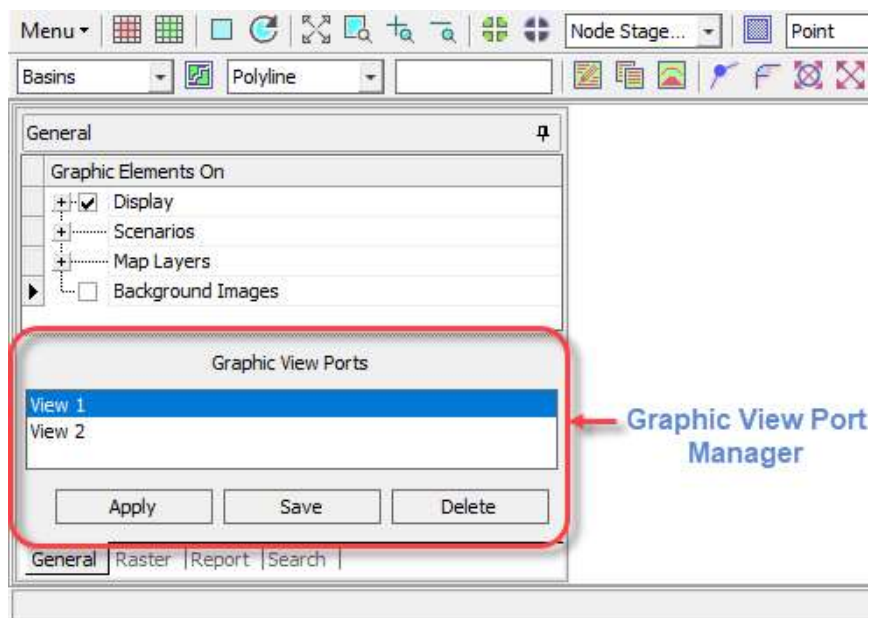 Menu
Node Stage...
Point
Basins
Polyline
General
Graphic Elements On
Display
Scenarios
Map Layers
Background Images
Graphic View Ports
View 1
View 2
Graphic View Port
Manager
Apply Save Delete
General Raster Report Search